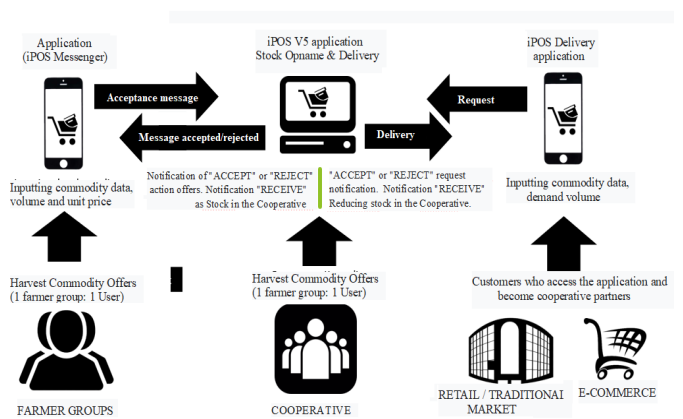 Application
(iPOS Messenger)
iPOS V5 application
Stock Opname & Delivery
iPOS Delivery
application
Acceptance message
Request
Message accepted/rejected
Delivery
Inputting commodity data,
volume and unit price
Notification of "ACCEPT" or "REJECT"
action offers. Notification "RECEIVE"
as Stock in the Cooperative
"ACCEPT" or "REJECT" request
notification. Notification "RECEIVE"
Reducing stock in the Cooperative.
Inputting commodity data,
demand volume
Harvest Commodity Offers
(1 farmer group: 1 User)
Harvest Commodity Offers
(1 farmer group: 1 User)
Customers who access the application and
become cooperative partners
FARMER GROUPS
COOPERATIVE
RETAIL / TRADITIONAL
MARKET
E-COMMERCE